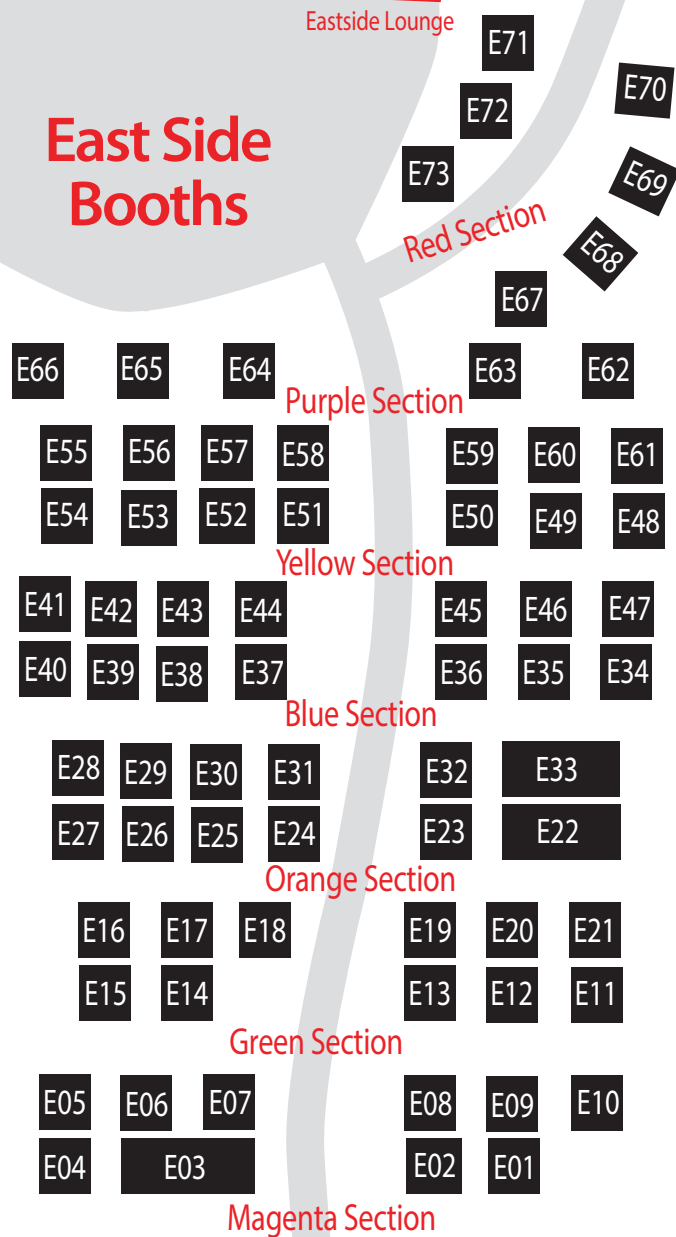 Eastside Lounge
E71
E70
East Side
Booths
E72
E73
E69
Red Section
E68
E67
E66 E65 E64 E63 E62
Purple Section
E55 E56 E57 E58 E59 E60 E61
E54 E53 E52 E51 E50 E49 E48
Yellow Section
E41 E42 E43 E44 E45 E46 E47
E40 E39 E38 E37 E36 E35 E34
Blue Section
E28 E29 E30 E31 E32 E33
E27 E26 E25 E24 E23 E22
Orange Section
E16 E17 E18 E19 E20 E21
E15 E14 E13 E12 E11
Green Section
E05 E06 E07 E08 E09 E10
E04 E03 E02 E01
Magenta Section